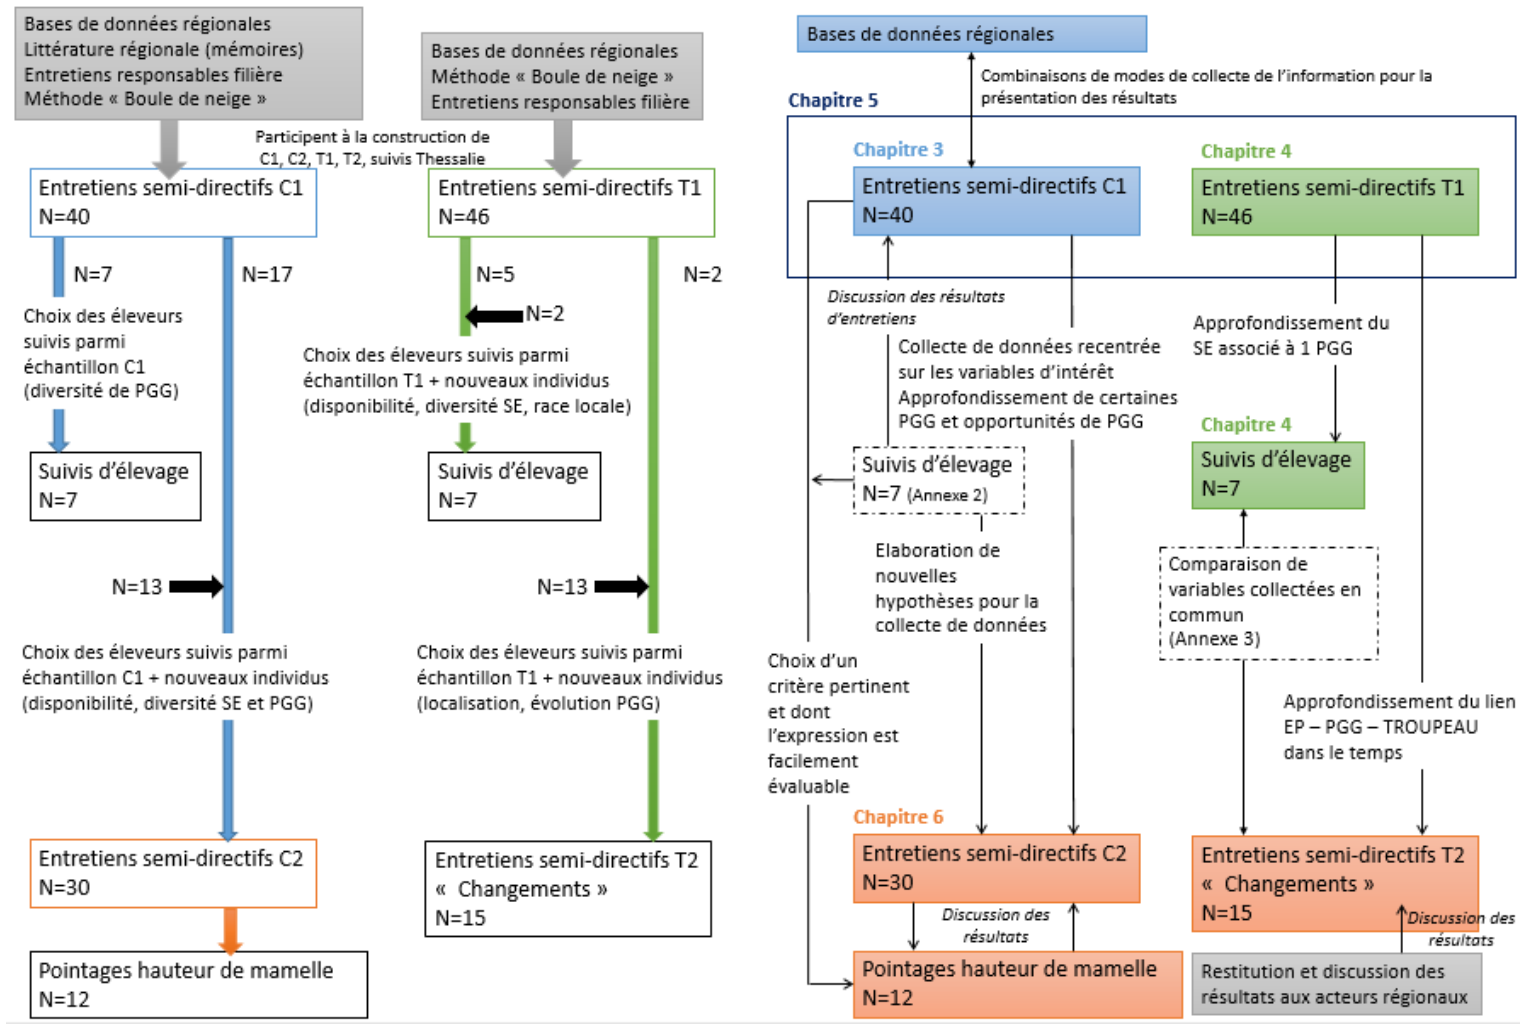 Bases de données régionales
Littérature régionale (mémoires)
Entretiens responsables filière
Méthode « Boule de neige »
Bases de données régionales
Méthode « Boule de neige »
Entretiens responsables filière
Participent à la construction de
C1, C2, T1, T2, suivis Thessalie
Entretiens semi-directifs C1
N=40
Entretiens semi-directifs T1
N=46
N=7
N=17
N=5
N=2
N=2
Choix des éleveurs
suivis parmi
échantillon C1
(diversité de PGG)
Choix des éleveurs suivis parmi
échantillon T1 + nouveaux individus
(disponibilité, diversité SE, race locale)
Suivis d'élevage
N=7
Suivis d'élevage
N=7
N=13
N=13
Choix des éleveurs suivis parmi
échantillon C1 + nouveaux individus
(disponibilité, diversité SE et PGG)
Choix des éleveurs suivis parmi
échantillon T1 + nouveaux individus
(localisation, évolution PGG)
Entretiens semi-directifs C2
N=30
Entretiens semi-directifs T2
« Changements »
N=15
Pointages hauteur de mamelle
N=12
Bases de données régionales
Combinaisons de modes de collecte de l'information pour la
présentation des résultats
Chapitre 5
Chapitre 3
Entretiens semi-directifs C1
N=40
Chapitre 4
Entretiens semi-directifs T1
N=46
Discussion des résultats
d'entretiens
Collecte de données recentrée
sur les variables d'intérêt
Approfondissement de certaines
PGG et opportunités de PGG
Approfondissement du
SE associé à 1 PGG
Suivis d'élevage
N=7 (Annexe 2)
Chapitre 4
Suivis d'élevage
N=7
Elaboration de
nouvelles
hypothèses pour la
collecte de données
Comparaison de
variables collectées en
commun
(Annexe 3)
Choix d'un
critère pertinent
et dont
l'expression est
facilement
évaluable
Approfondissement du lien
EP – PGG – TROUPEAU
dans le temps
Chapitre 6
Entretiens semi-directifs C2
N=30
Entretiens semi-directifs T2
« Changements »
N=15
Discussion des
résultats
Discussion des
résultats
Pointages hauteur de mamelle
N=12
Restitution et discussion des
résultats aux acteurs régionaux